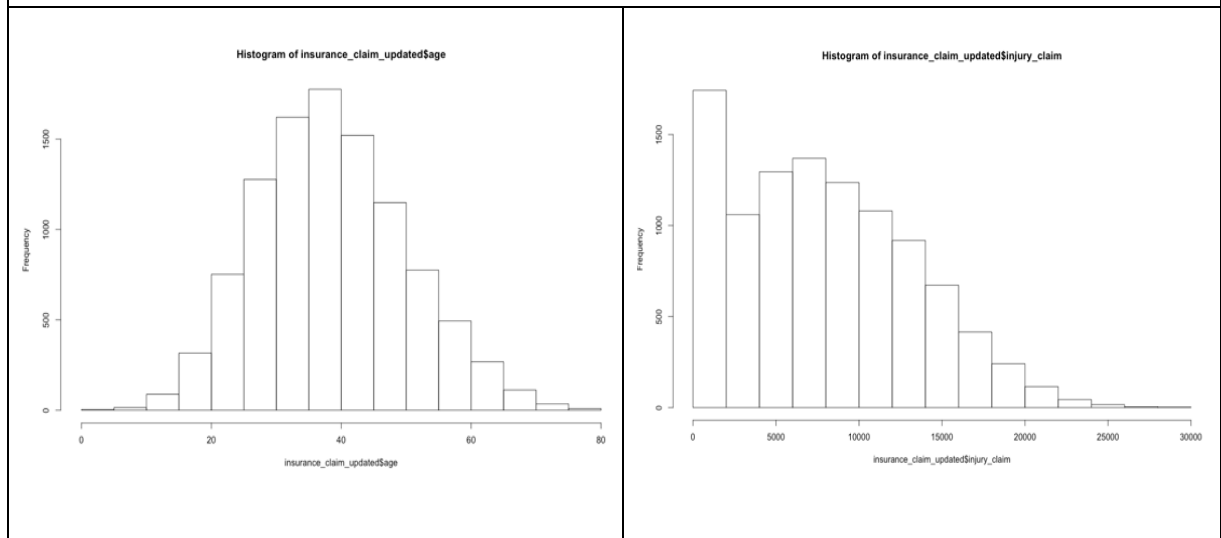 Histogram of insurance_claim_updated$age
Frequency
1500
1000
500
0
0 20 40 60 80
insurance_claim_updated$age
Histogram of insurance_claim_updated$injury_claim
Frequency
1500
1000
500
0
0 5000 10000 15000 20000 25000 30000
insurance_claim_updated$injury_claim